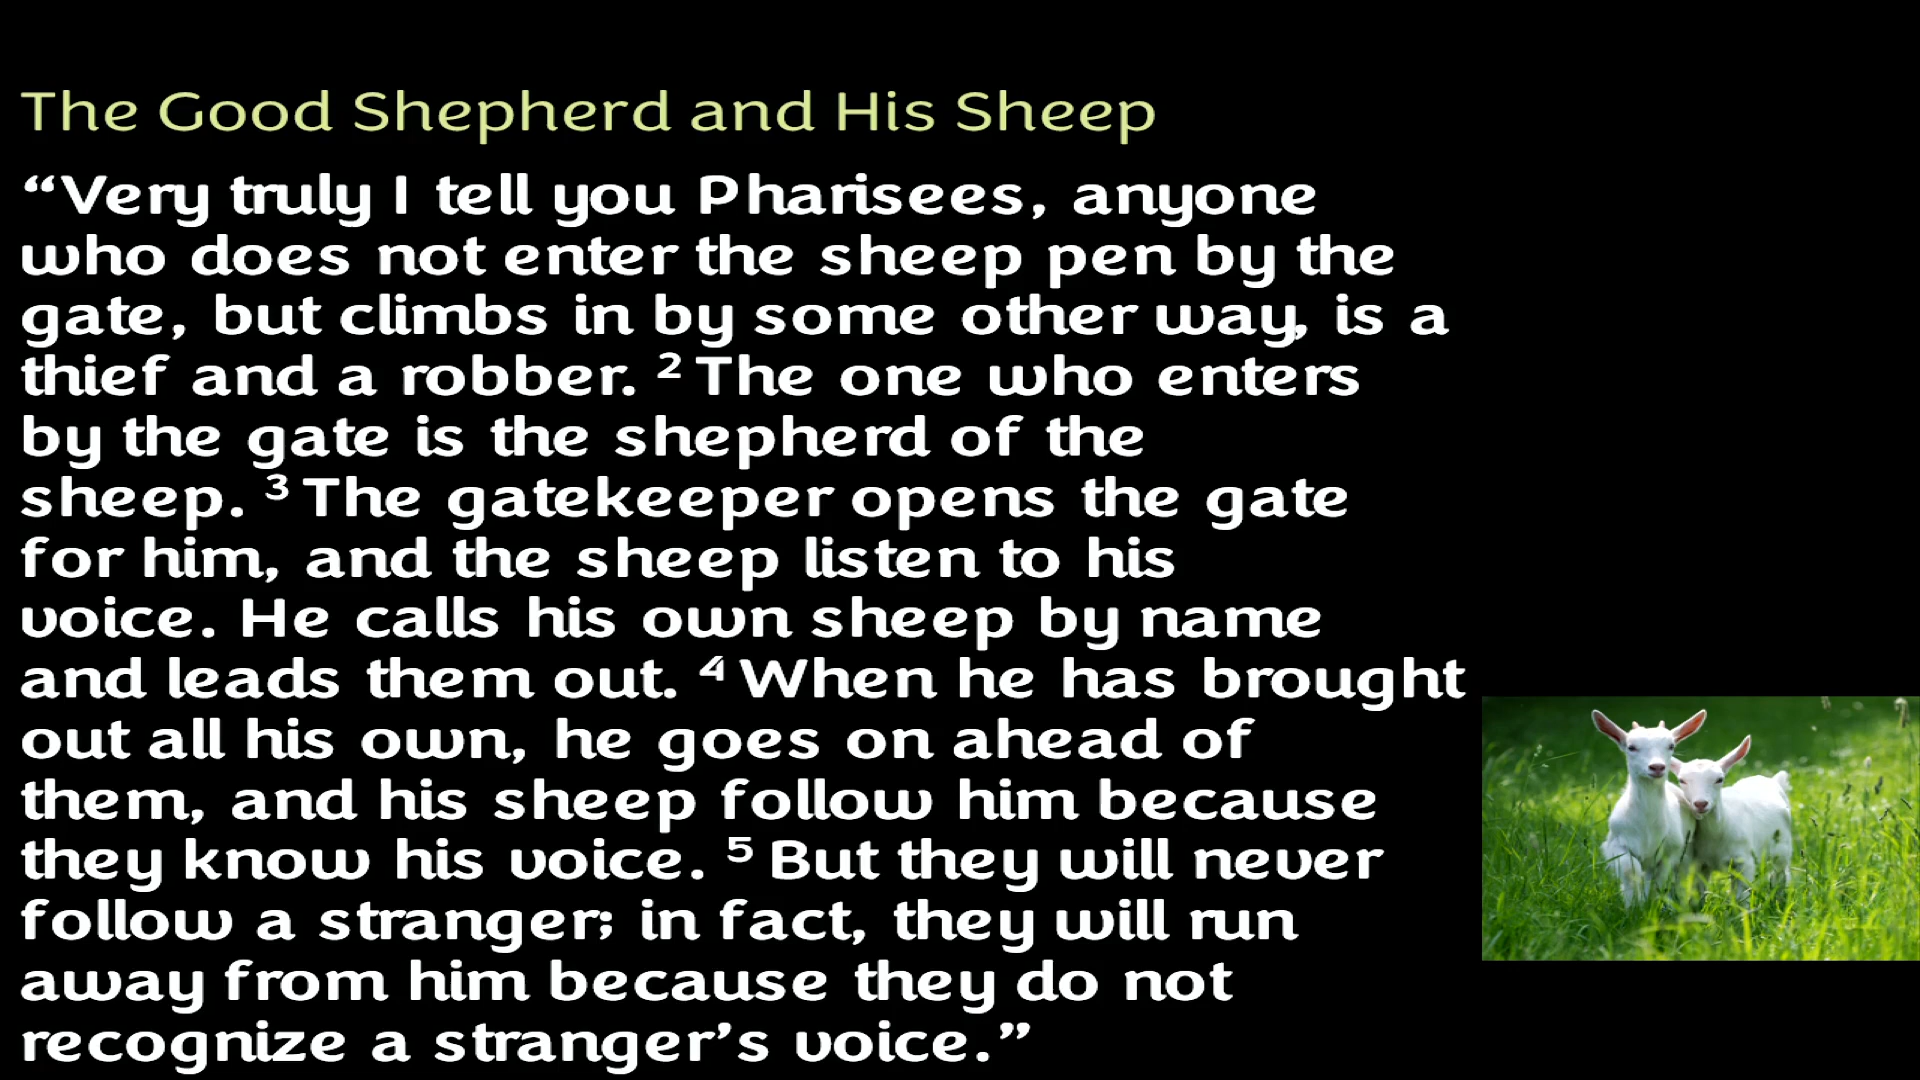 The Good Shepherd and His Sheep
“Very truly I tell you Pharisees, anyone
who does not enter the sheep pen by the
gate, but climbs in by some other way, is a
thief and a robber. ² The one who enters
by the gate is the shepherd of the
sheep. ³ The gatekeeper opens the gate
for him, and the sheep listen to his
voice. He calls his own sheep by name
and leads them out. ⁴ When he has brought
out all his own, he goes on ahead of
them, and his sheep follow him because
they know his voice. ⁵ But they will never
follow a stranger; in fact, they will run
away from him because they do not
recognize a stranger’s voice.”